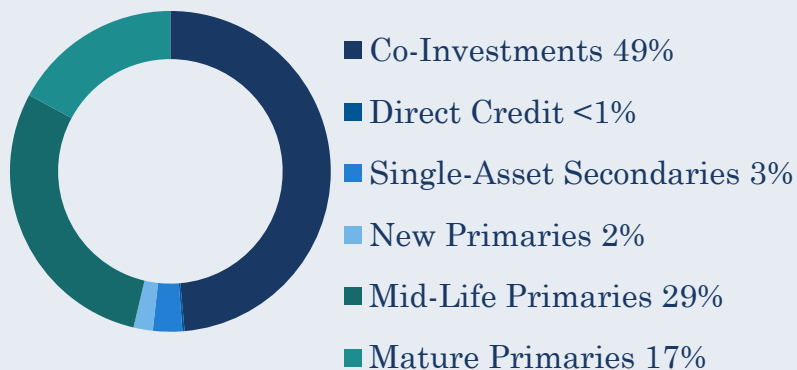 Co-Investments 49%
Direct Credit <1%
Single-Asset Secondaries 3%
New Primaries 2%
Mid-Life Primaries 29%
Mature Primaries 17%